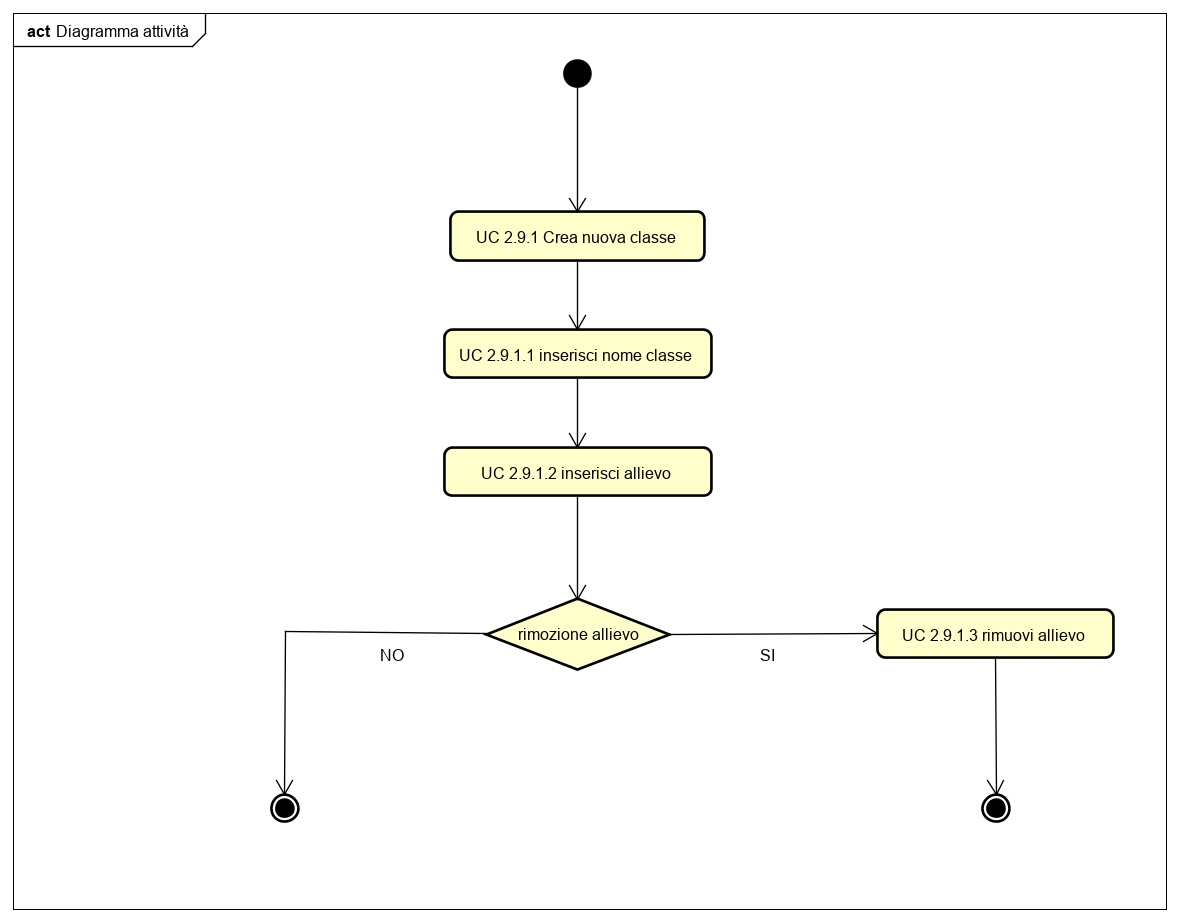 act Diagramma attività
UC 2.9.1 Crea nuova classe
UC 2.9.1.1 inserisci nome classe
UC 2.9.1.2 inserisci allievo
rimozione allievo
UC 2.9.1.3 rimuovi allievo
NO
SI